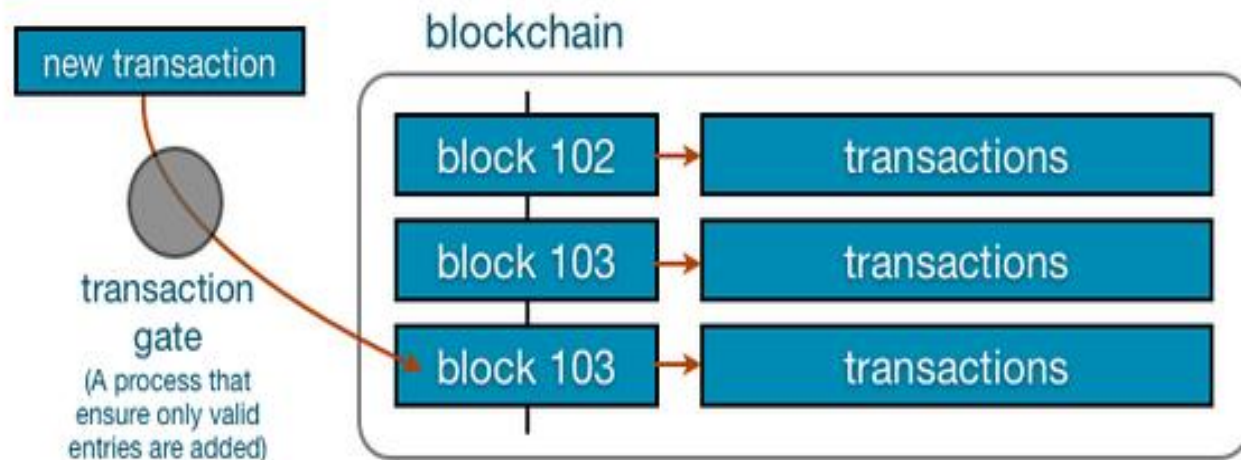 blockchain
new transaction
block 102
transactions
block 103
transactions
block 103
transactions
transaction
gate
(A process that
ensure only valid
entries are added)